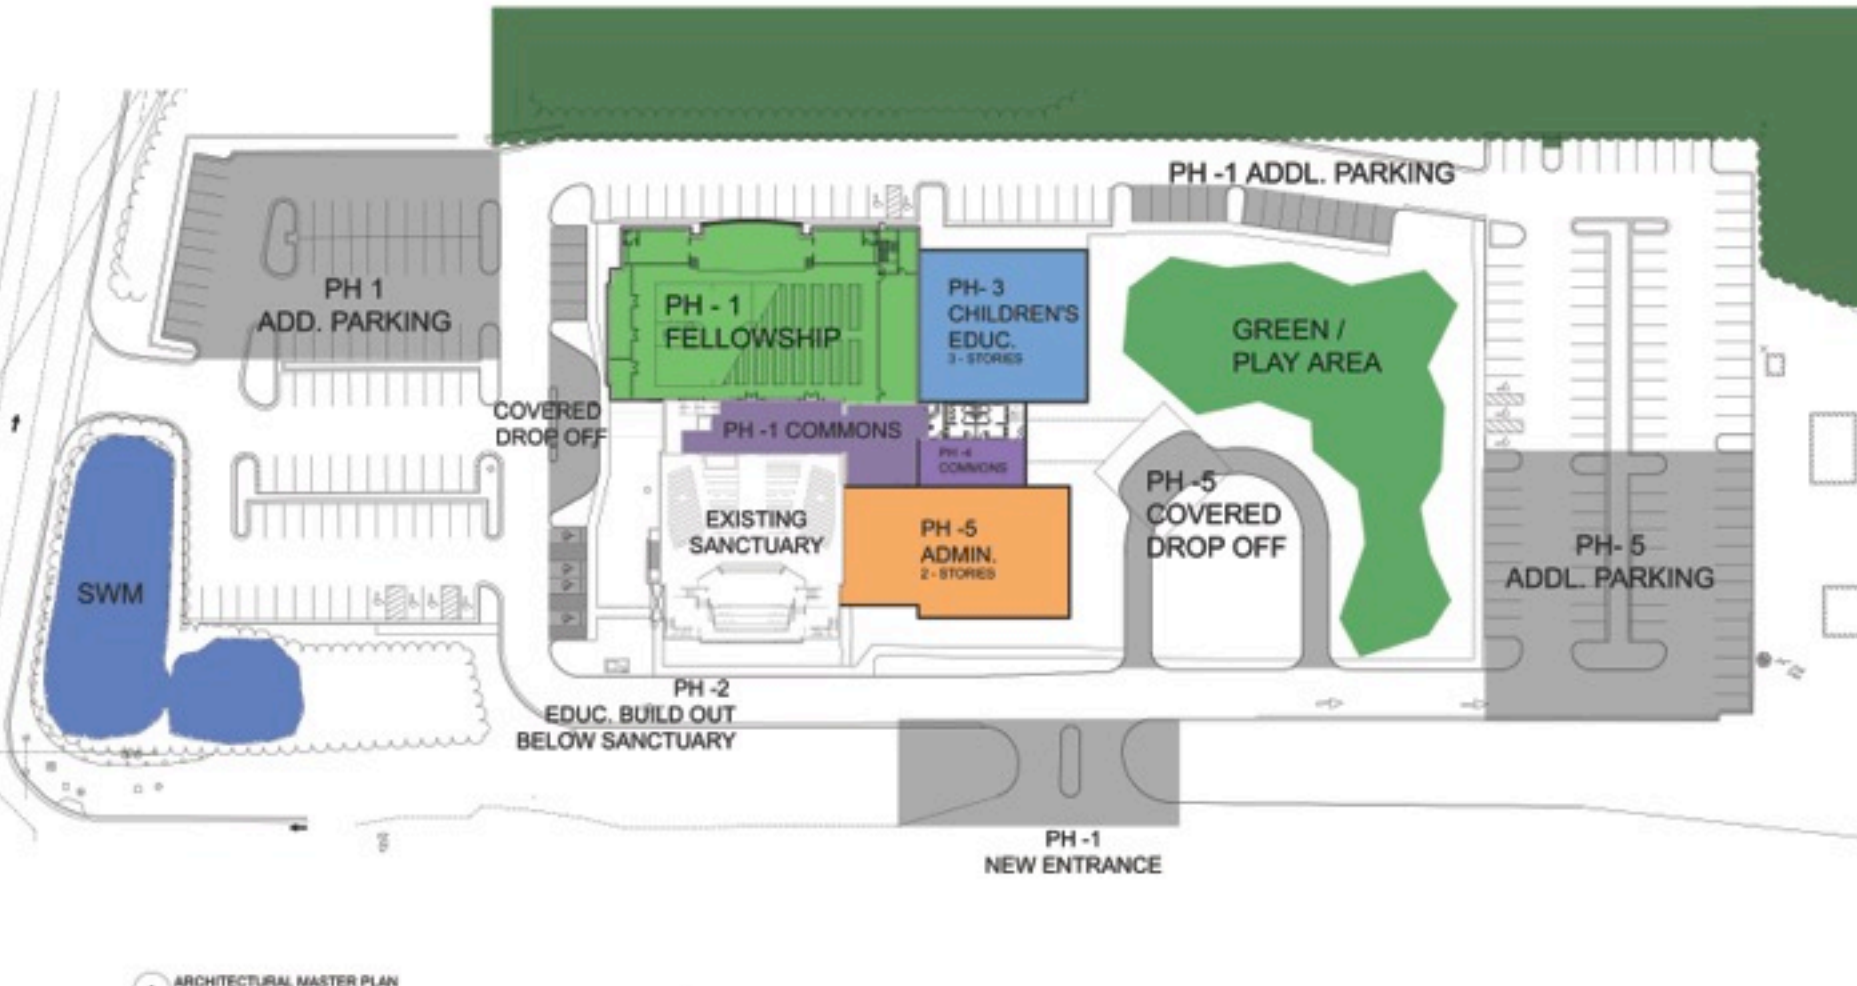 PH -1 ADDL. PARKING
PH 1
ADD. PARKING
PH - 1
FELLOWSHIP
PH- 3
CHILDREN'S
EDUC.
3 - STORIES
GREEN /
PLAY AREA
COVERED
DROP OFF
PH -1 COMMONS
PH -4
COMMONS
PH -5
COVERED
DROP OFF
EXISTING
SANCTUARY
PH -5
ADMIN.
2 - STORIES
PH- 5
ADDL. PARKING
SWM
PH -2
EDUC. BUILD OUT
BELOW SANCTUARY
PH -1
NEW ENTRANCE
ARCHITECTURAL MASTER PLAN